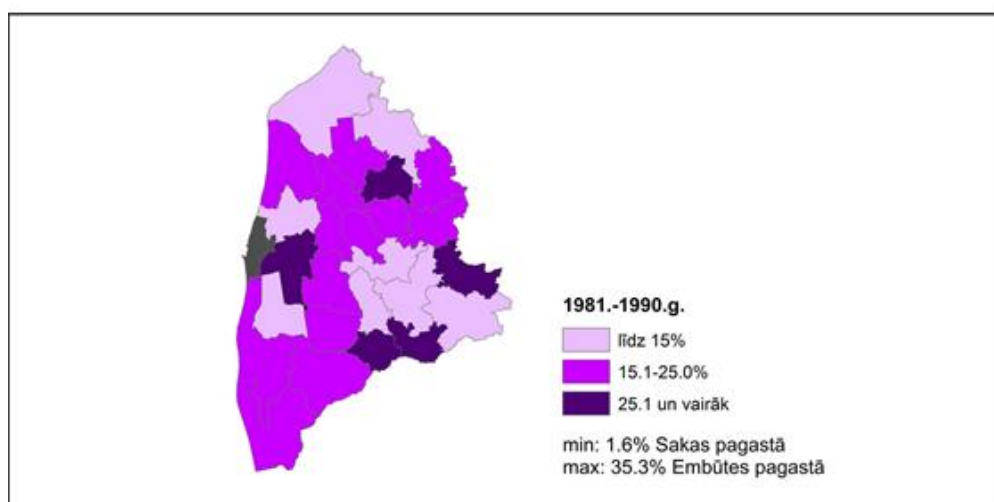 1981.-1990.g.
līdz 15%
15.1-25.0%
25.1 un vairāk
min: 1.6% Sakas pagastā
max: 35.3% Embūtes pagastā